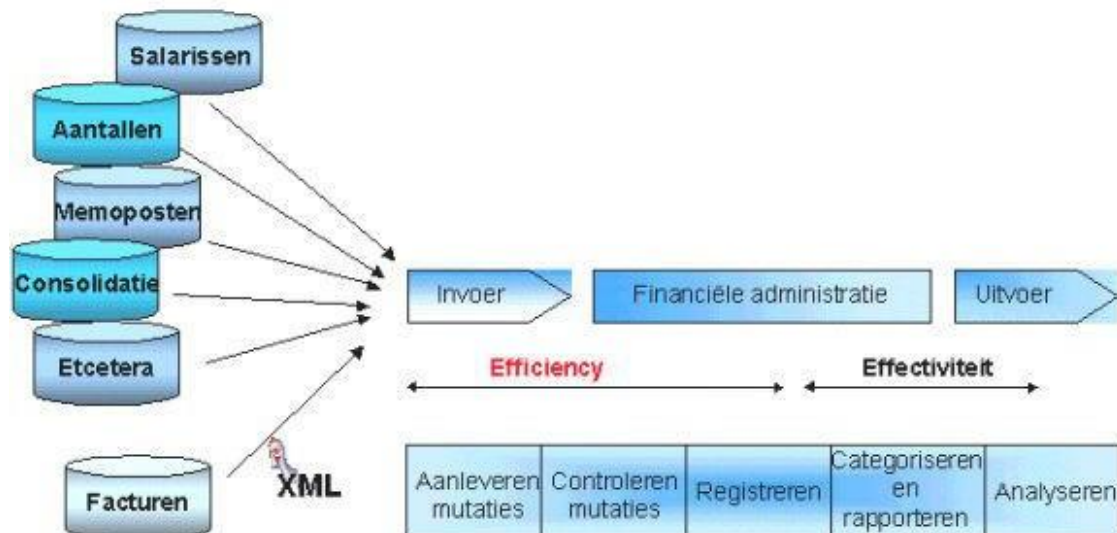 Salarissen
Aantallen
Memoposten
Consolidatie
Etcetera
Facturen
XML
Invoer
Financiële administratie
Uitvoer
Efficiency
Effectiviteit
Aanleveren
mutaties
Controleren
mutaties
Registreren
Categoriseren
en
rapporteren
Analyseren